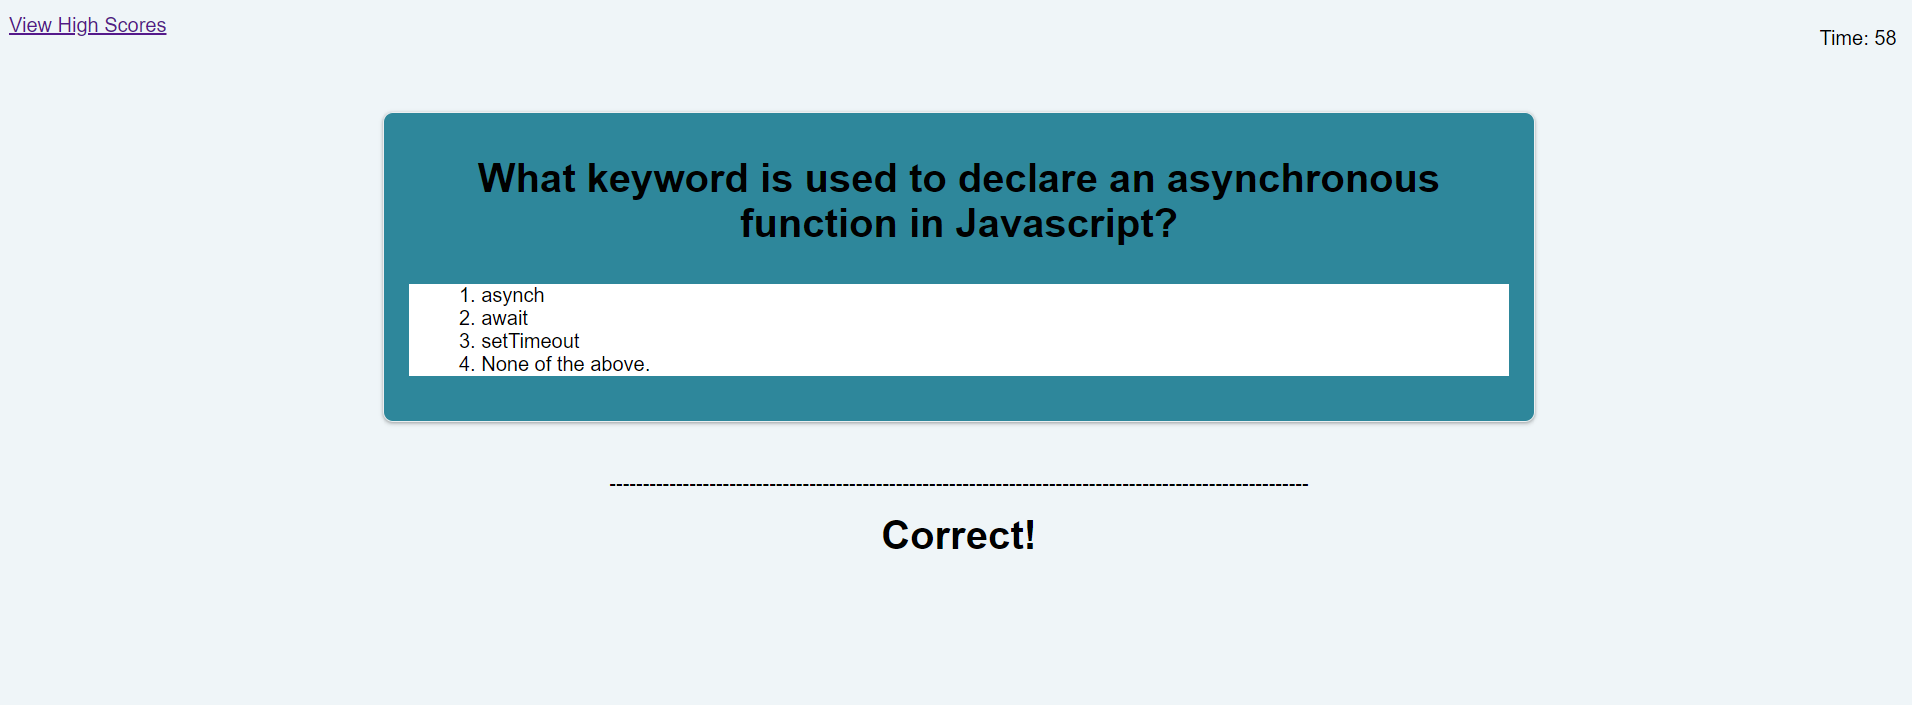 View High Scores
Time: 58
What keyword is used to declare an asynchronous
function in Javascript?
1. asynch
2. await
3. setTimeout
4. None of the above.
---------------------------------------------------------------------------------------------------------
Correct!